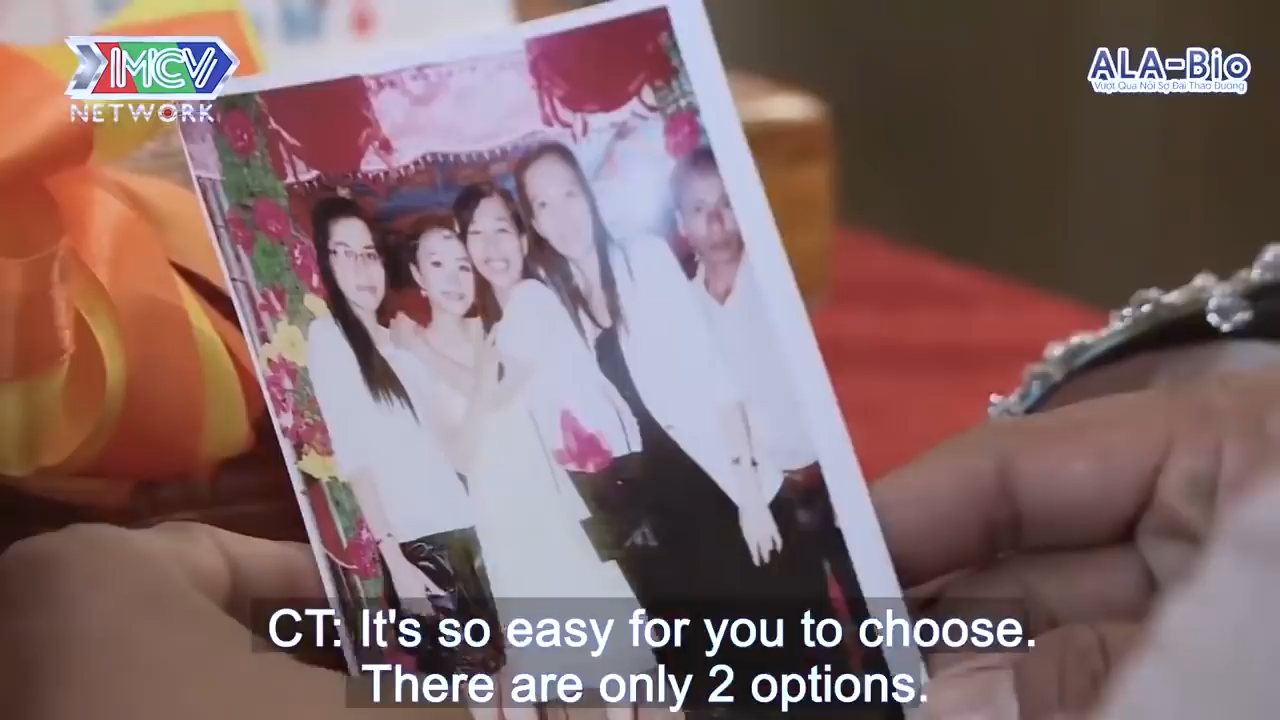 MCV
NETWORK
ALA-Bio
Vượt Qua Nỗi Sợ Đái Tháo Đường
CT: It's so easy for you to choose.
There are only 2 options.